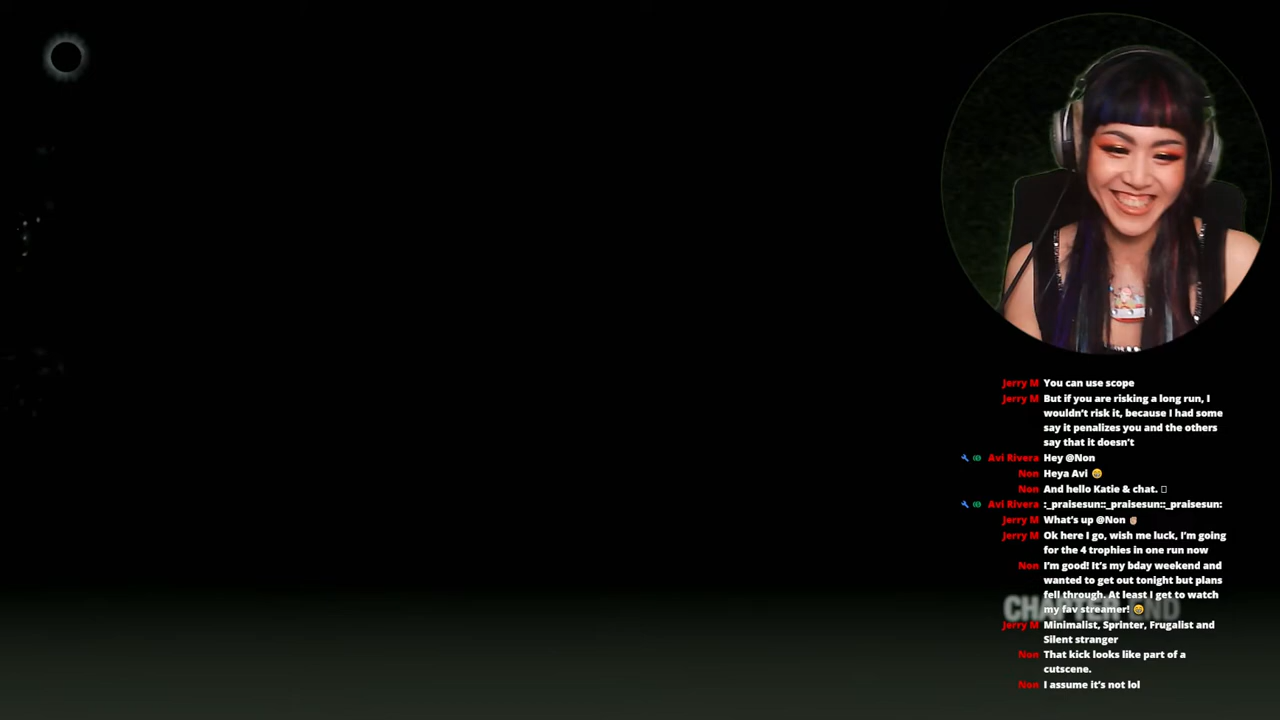 Jerry M You can use scope
Jerry M But if you are risking a long run, I
wouldn't risk it, because I had some
say it penalizes you and the others
say that it doesn't
Avi Rivera Hey @Non
Non Heya Avi
Non And hello Katie & chat.
Avi Rivera :_praisesun::_praisesun::_praisesun:
Jerry M What's up @Non
Jerry M Ok here I go, wish me luck, I'm going
for the 4 trophies in one run now
Non I'm good! It's my bday weekend and
wanted to get out tonight but plans
fell through. At least I get to watch
my fav streamer!
CHAPTER END
Jerry M Minimalist, Sprinter, Frugalist and
Silent stranger
Non That kick looks like part of a
cutscene.
Non I assume it's not lol